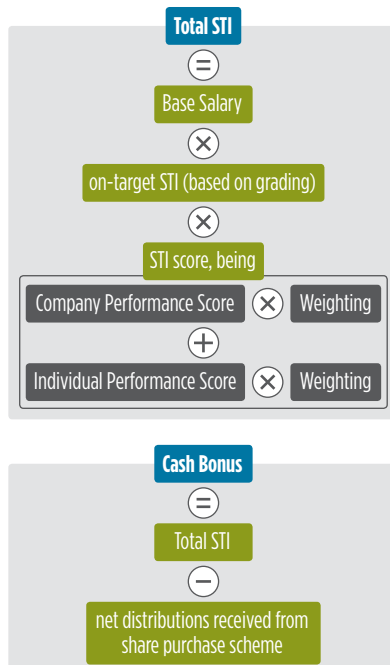 Total STI
=
Base Salary
×
on-target STI (based on grading)
×
STI score, being
Company Performance Score × Weighting
+
Individual Performance Score × Weighting
Cash Bonus
=
Total STI
−
net distributions received from
share purchase scheme